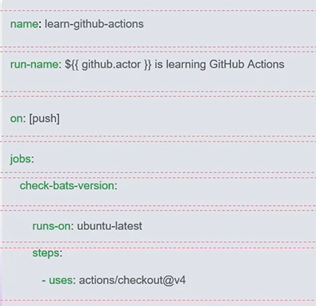 name: learn-github-actions
run-name: ${{ github.actor }} is learning GitHub Actions
on: [push]
jobs:
check-bats-version:
runs-on: ubuntu-latest
steps:
- uses: actions/checkout@v4